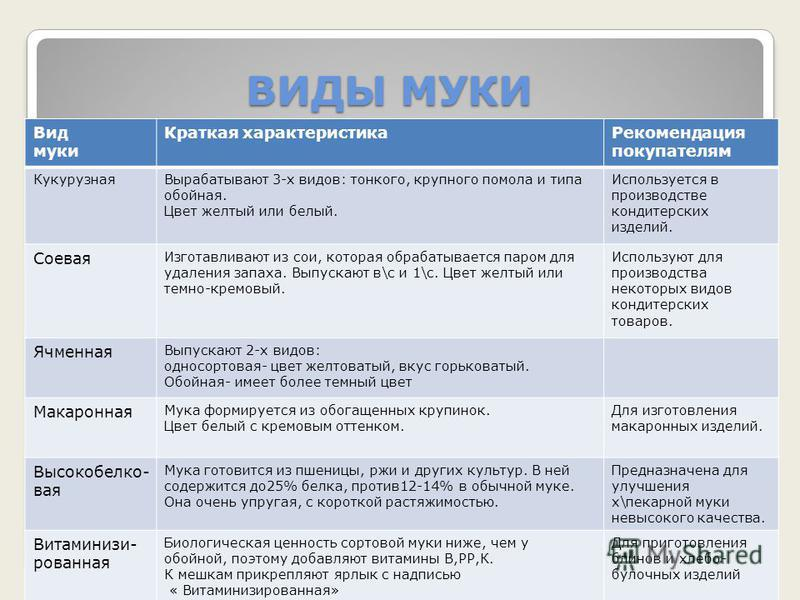 ВИДЫ МУКИ
Вид
муки
Краткая характеристика
Рекомендация
покупателям
Кукурузная
Вырабатывают 3-х видов: тонкого, крупного помола и типа
обойная.
Цвет желтый или белый.
Используется в
производстве
кондитерских
изделий.
Соевая
Изготавливают из сои, которая обрабатывается паром для
удаления запаха. Выпускают в\с и 1\с. Цвет желтый или
темно-кремовый.
Используют для
производства
некоторых видов
кондитерских
товаров.
Ячменная
Выпускают 2-х видов:
односортовая- цвет желтоватый, вкус горьковатый.
Обойная- имеет более темный цвет
Макаронная
Мука формируется из обогащенных крупинок.
Цвет белый с кремовым оттенком.
Для изготовления
макаронных изделий.
Высокобелко-
вая
Мука готовится из пшеницы, ржи и других культур. В ней
содержится до25% белка, против12-14% в обычной муке.
Она очень упругая, с короткой растяжимостью.
Предназначена для
улучшения
х\пекарной муки
невысокого качества.
Витаминизи-
рованная
Биологическая ценность сортовой муки ниже, чем у
обойной, поэтому добавляют витамины В,РР,К.
К мешкам прикрепляют ярлык с надписью
« Витаминизированная»
Для приготовления
блинов и хлебо-
булочных изделий
MyShared